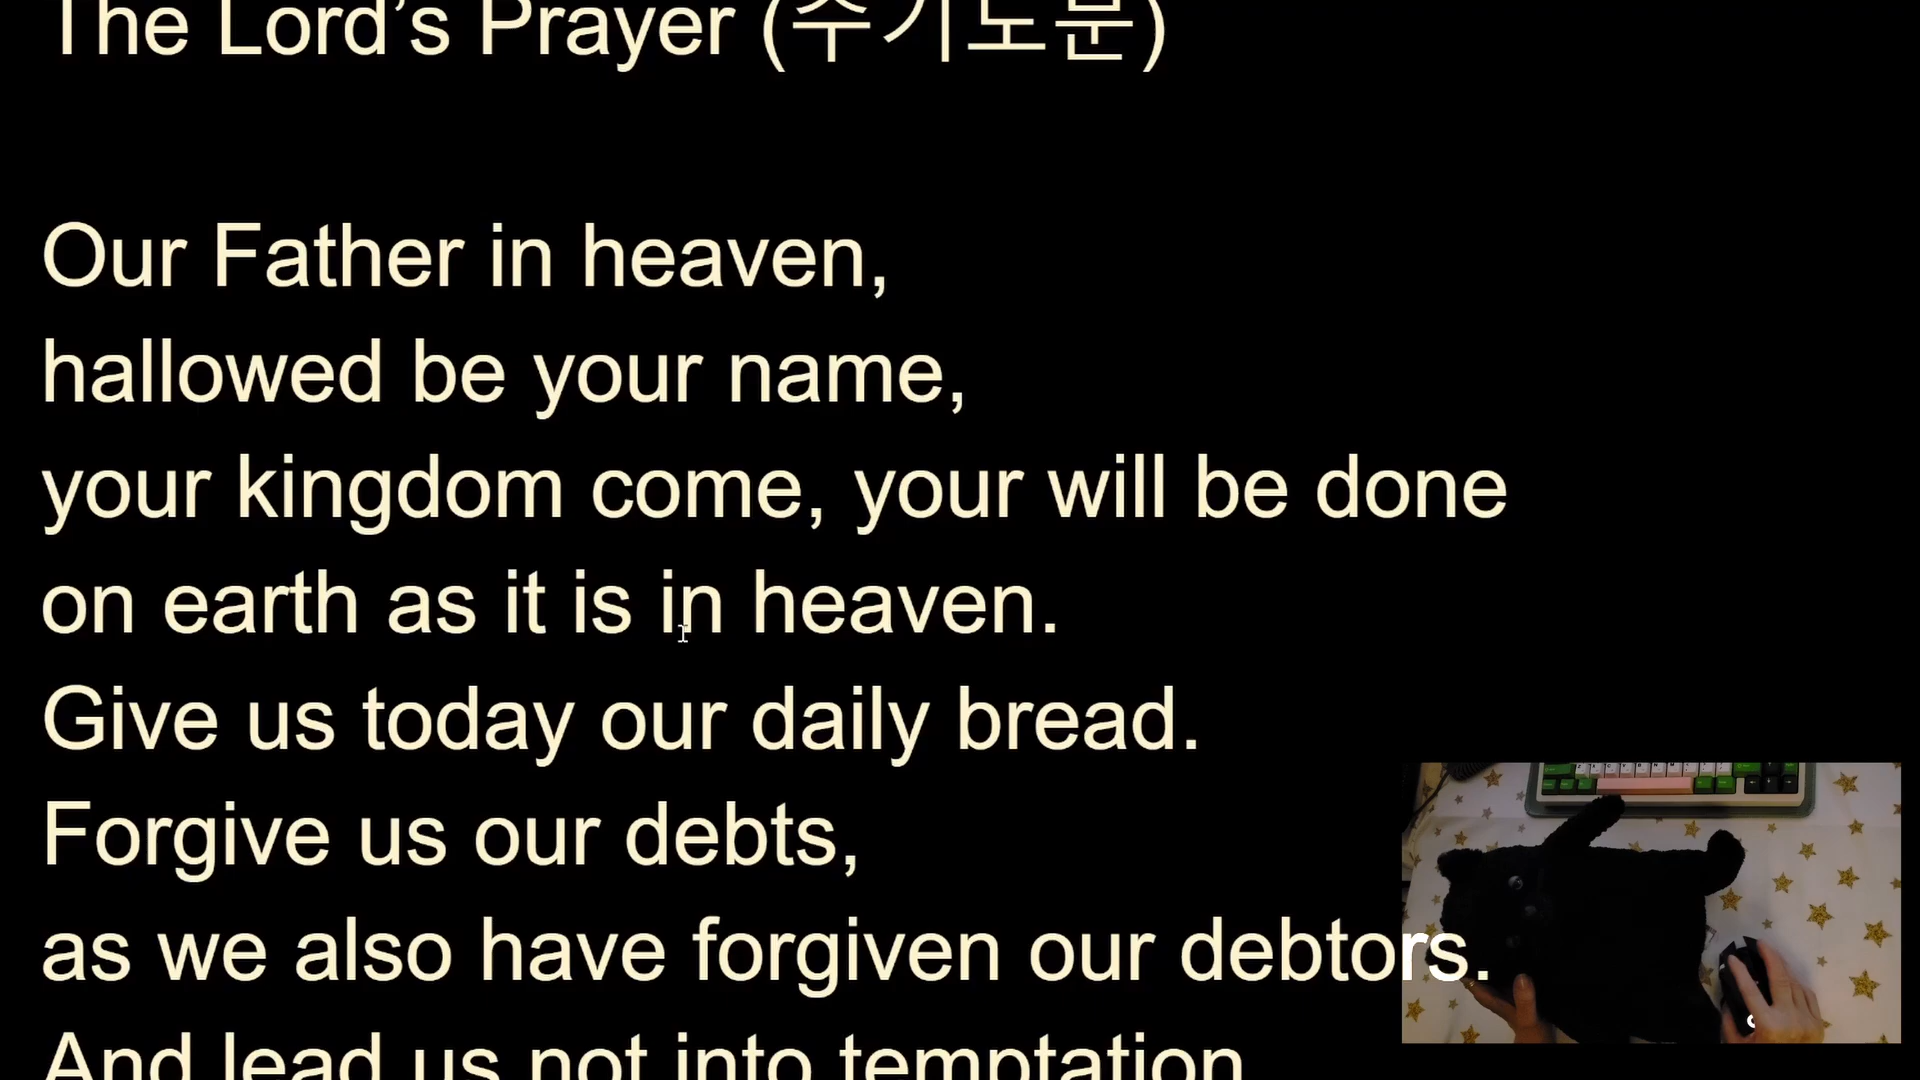 The Lord’s Prayer (주기도문)
Our Father in heaven,
hallowed be your name,
your kingdom come, your will be done
on earth as it is in heaven.
Give us today our daily bread.
Forgive us our debts,
as we also have forgiven our debtors.
And lead us not into temptation